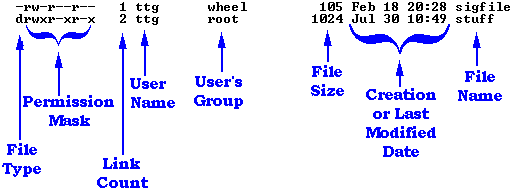 -rw-r--r-- 1 ttg wheel 105 Feb 18 20:28 sigfile
drwxr-xr-x 2 ttg root 1024 Jul 30 10:49 stuff
File Type
Permission Mask
Link Count
User Name
User's Group
File Size
Creation or Last Modified Date
File Name